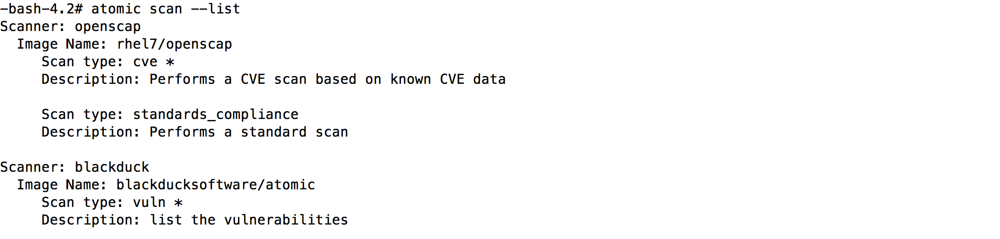 -bash-4.2# atomic scan --list
Scanner: openscap
  Image Name: rhel7/openscap
     Scan type: cve *
     Description: Performs a CVE scan based on known CVE data

     Scan type: standards_compliance
     Description: Performs a standard scan

Scanner: blackduck
  Image Name: blackducksoftware/atomic
     Scan type: vuln *
     Description: list the vulnerabilities